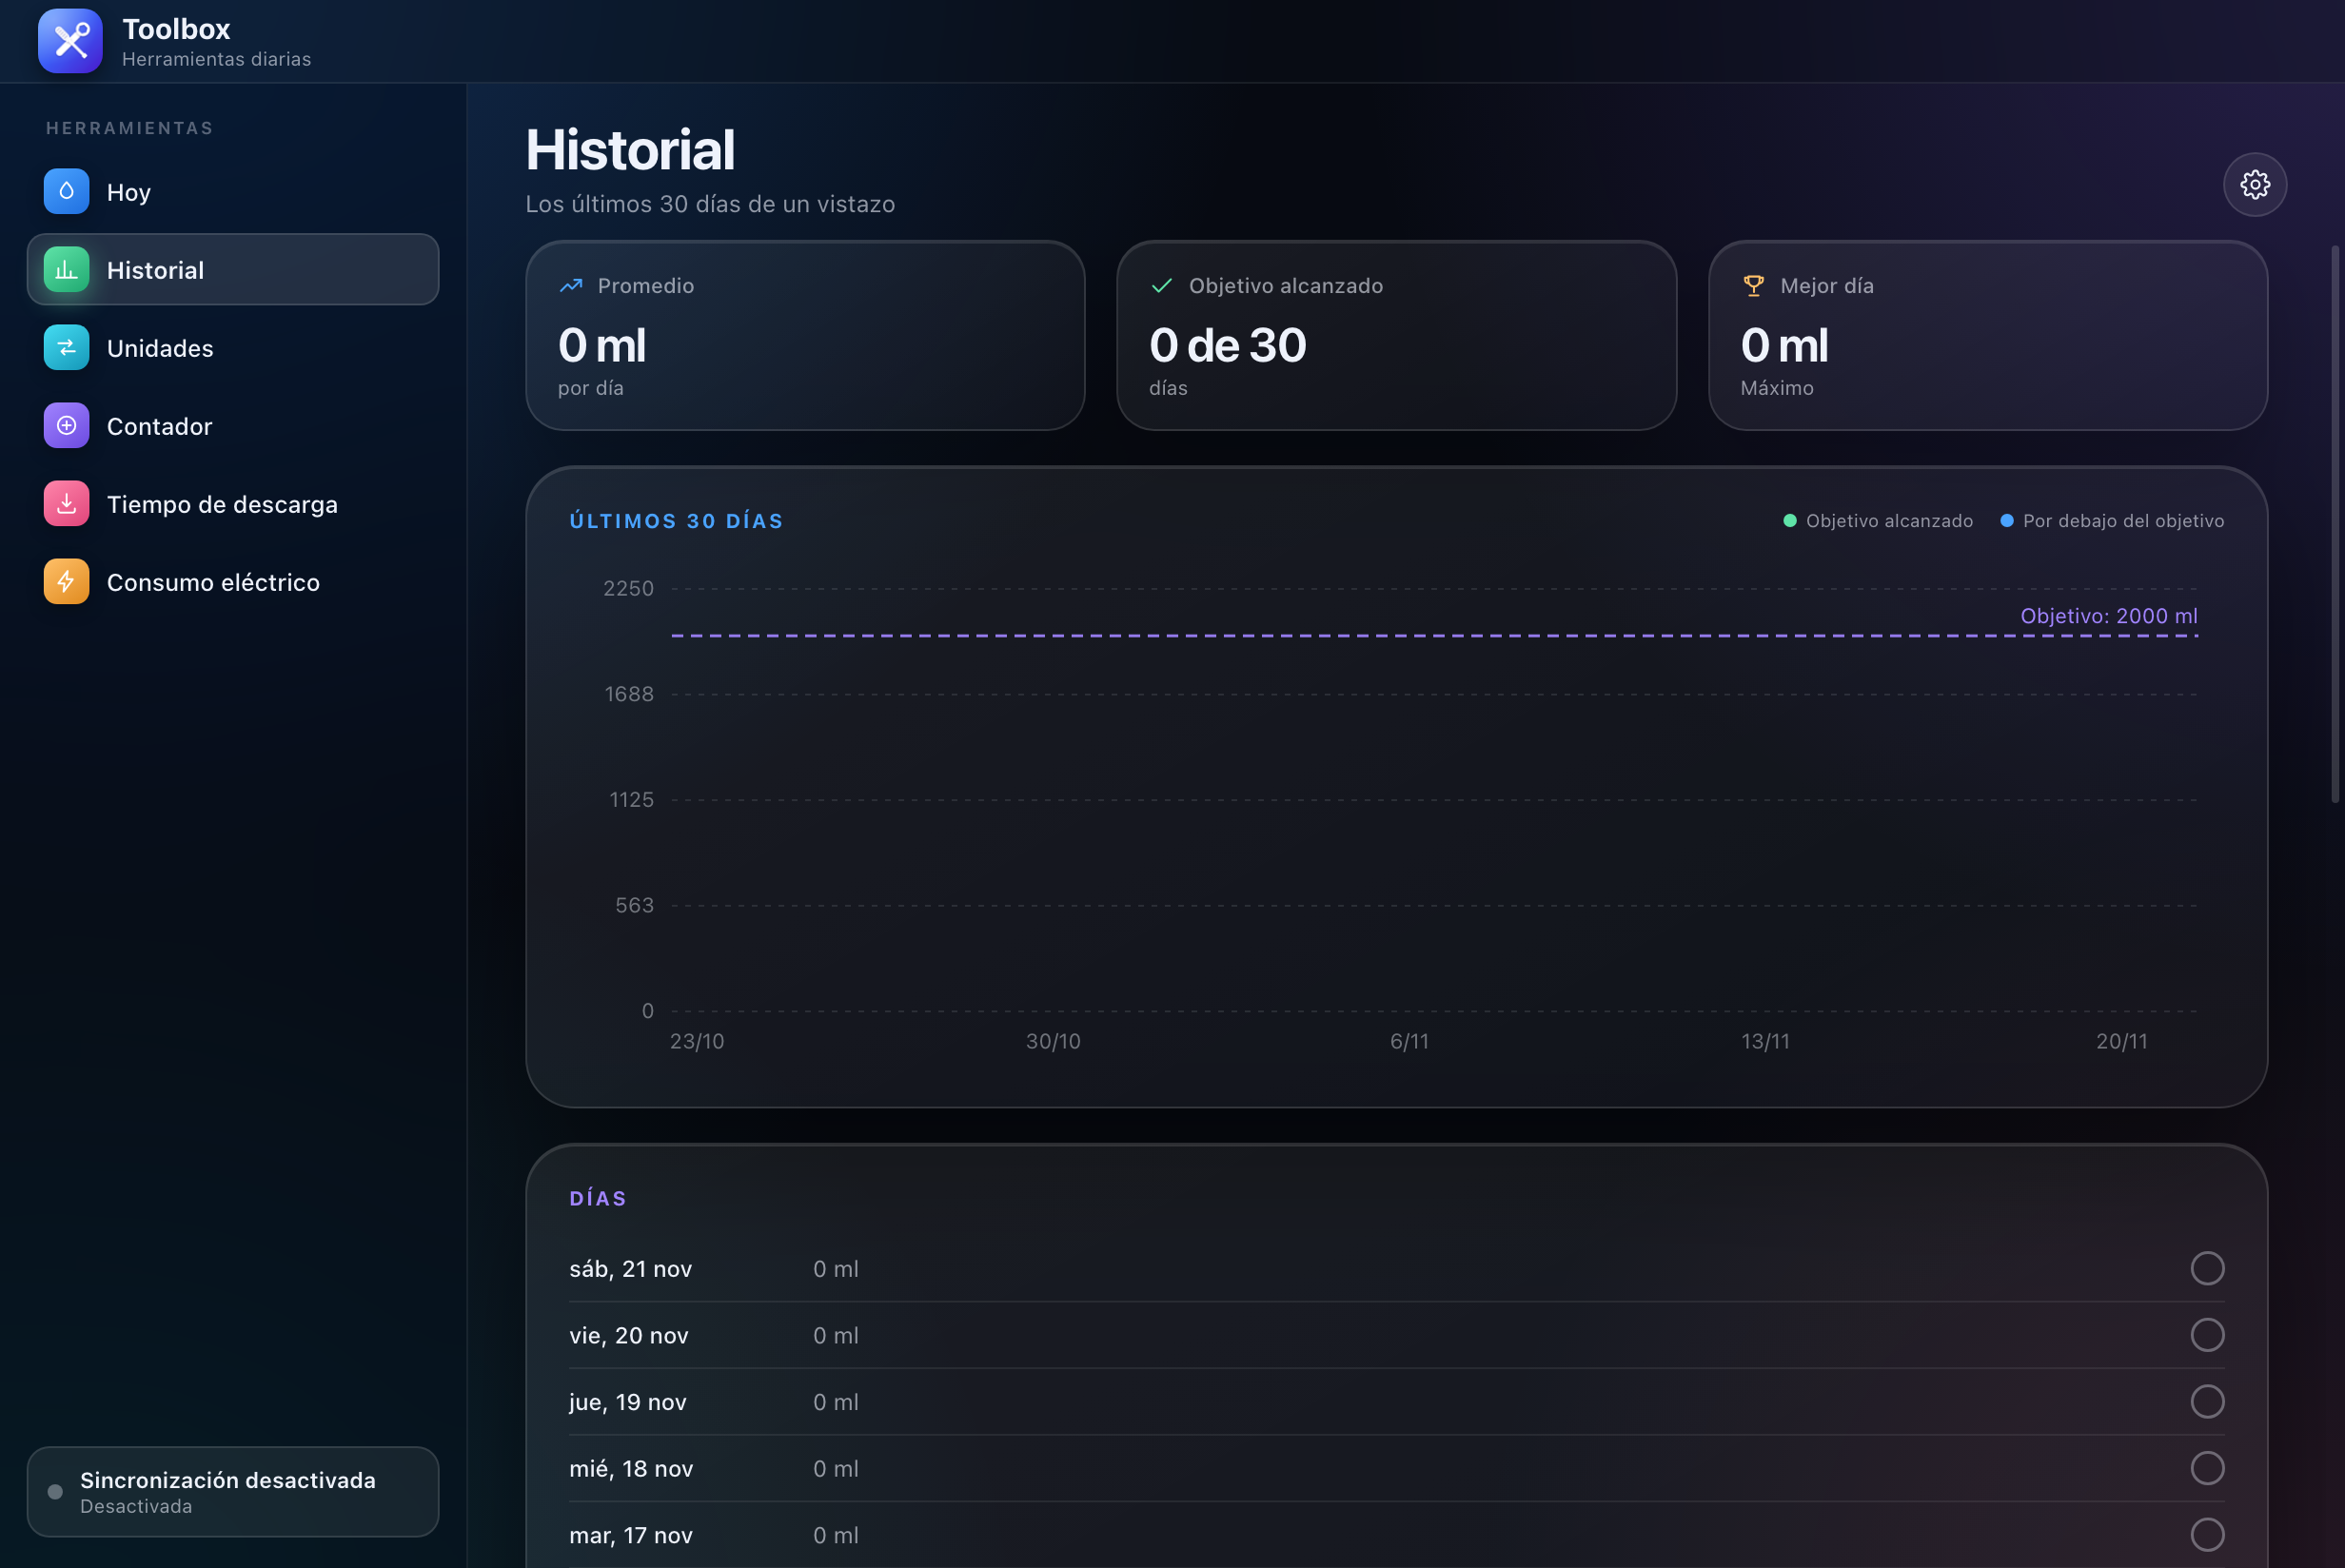 Toolbox
Herramientas diarias
HERRAMIENTAS
Hoy
Historial
Unidades
Contador
Tiempo de descarga
Consumo eléctrico
Sincronización desactivada
Desactivada
Historial
Los últimos 30 días de un vistazo
Promedio
0 ml
por día
Objetivo alcanzado
0 de 30
días
Mejor día
0 ml
Máximo
ÚLTIMOS 30 DÍAS
Objetivo alcanzado
Por debajo del objetivo
2250
Objetivo: 2000 ml
1688
1125
563
0
23/10
30/10
6/11
13/11
20/11
DÍAS
sáb, 21 nov 0 ml
vie, 20 nov 0 ml
jue, 19 nov 0 ml
mié, 18 nov 0 ml
mar, 17 nov 0 ml